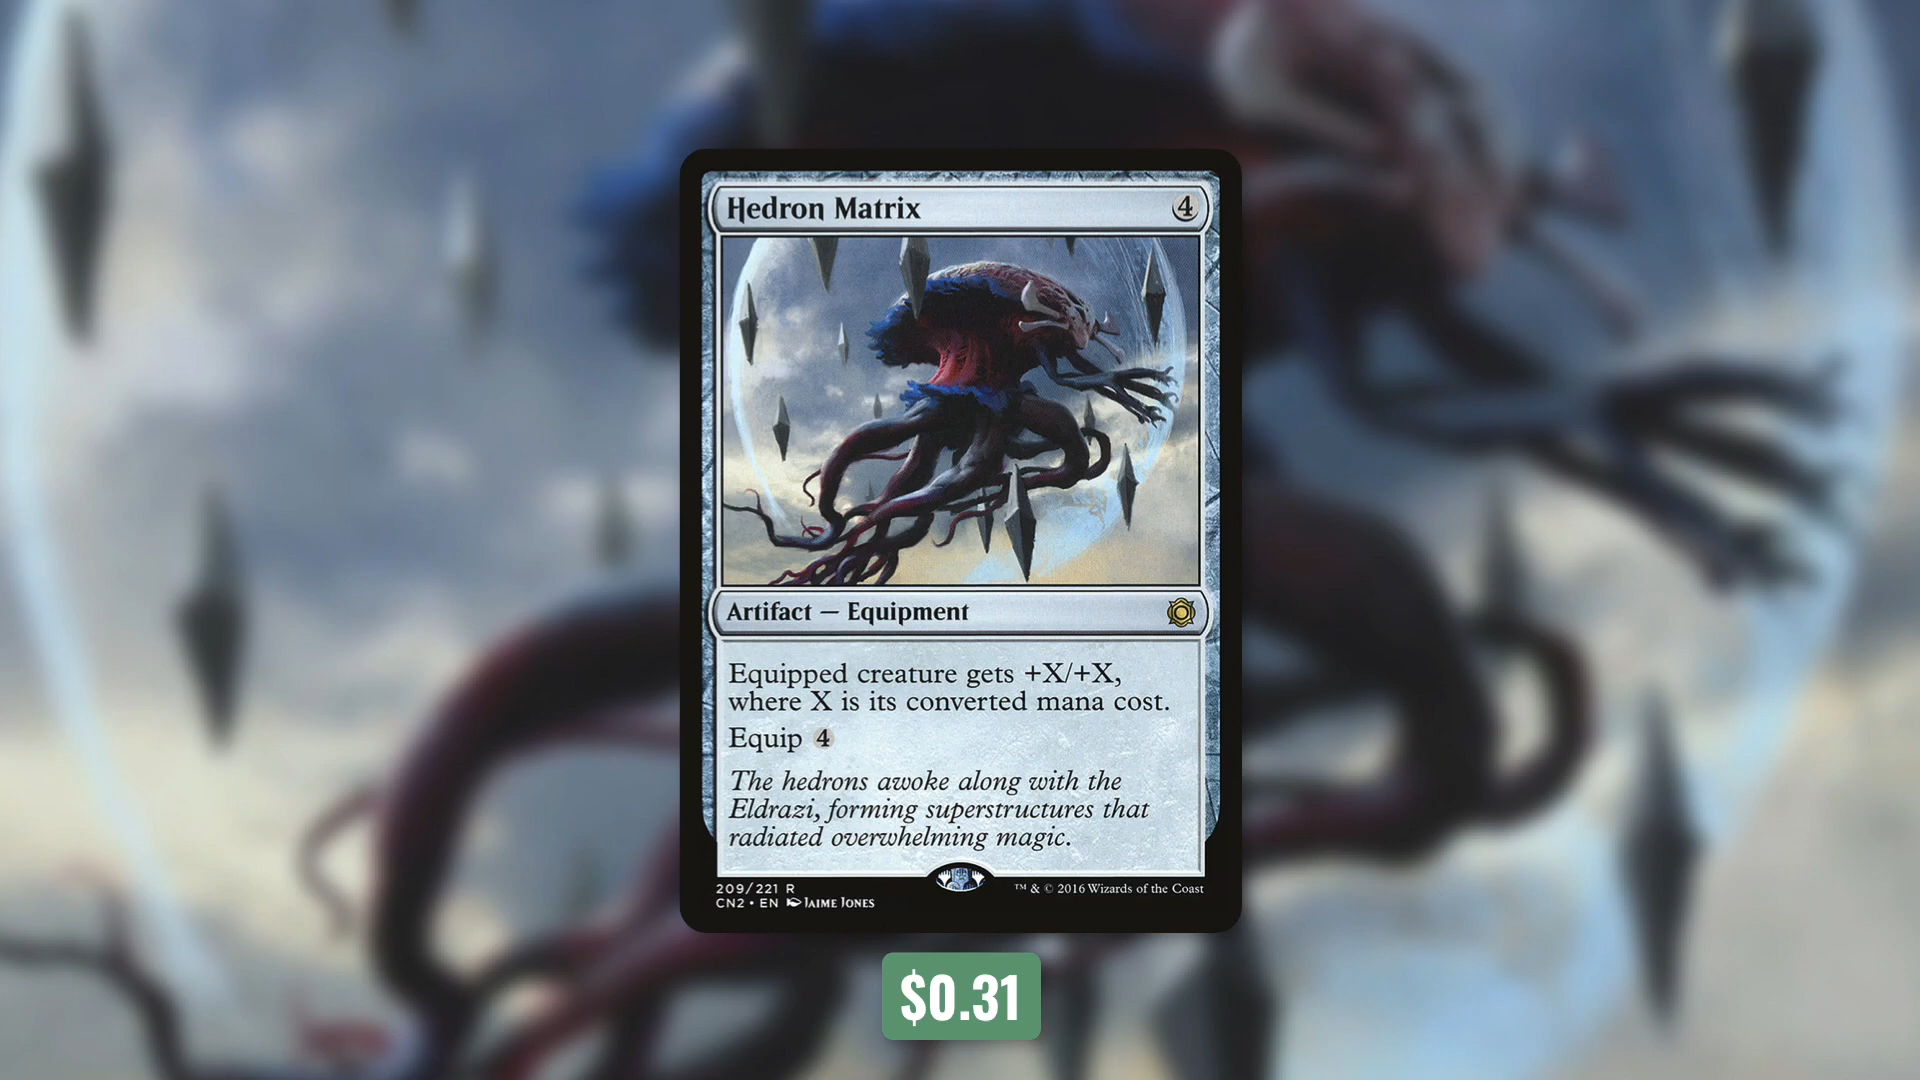 Hedron Matrix 4
Artifact — Equipment
Equipped creature gets +X/+X,
where X is its converted mana cost.
Equip 4
The hedrons awoke along with the
Eldrazi, forming superstructures that
radiated overwhelming magic.
209/221 R
CN2 • EN JAIME JONES
™ & © 2016 Wizards of the Coast
$0.31